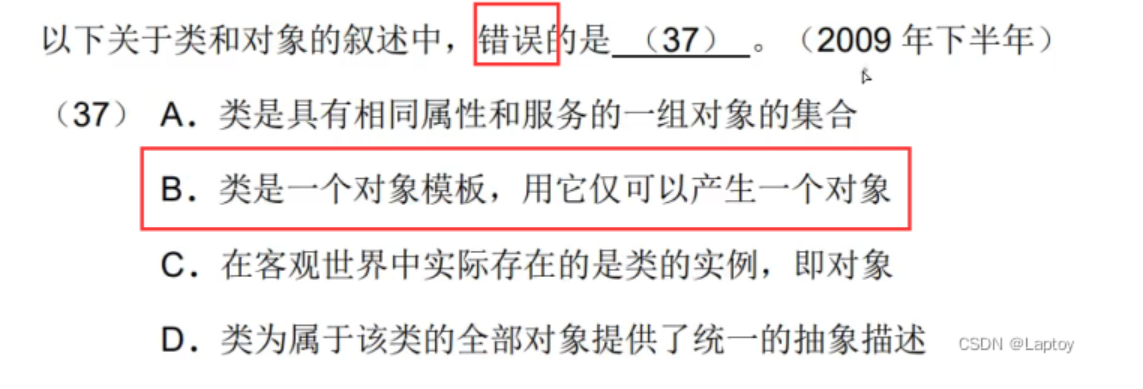 以下关于类和对象的叙述中，错误的是（37）。（2009 年下半年）
（37） A．类是具有相同属性和服务的一组对象的集合
B．类是一个对象模板，用它仅可以产生一个对象
C．在客观世界中实际存在的是类的实例，即对象
D．类为属于该类的全部对象提供了统一的抽象描述
CSDN @Laptoy